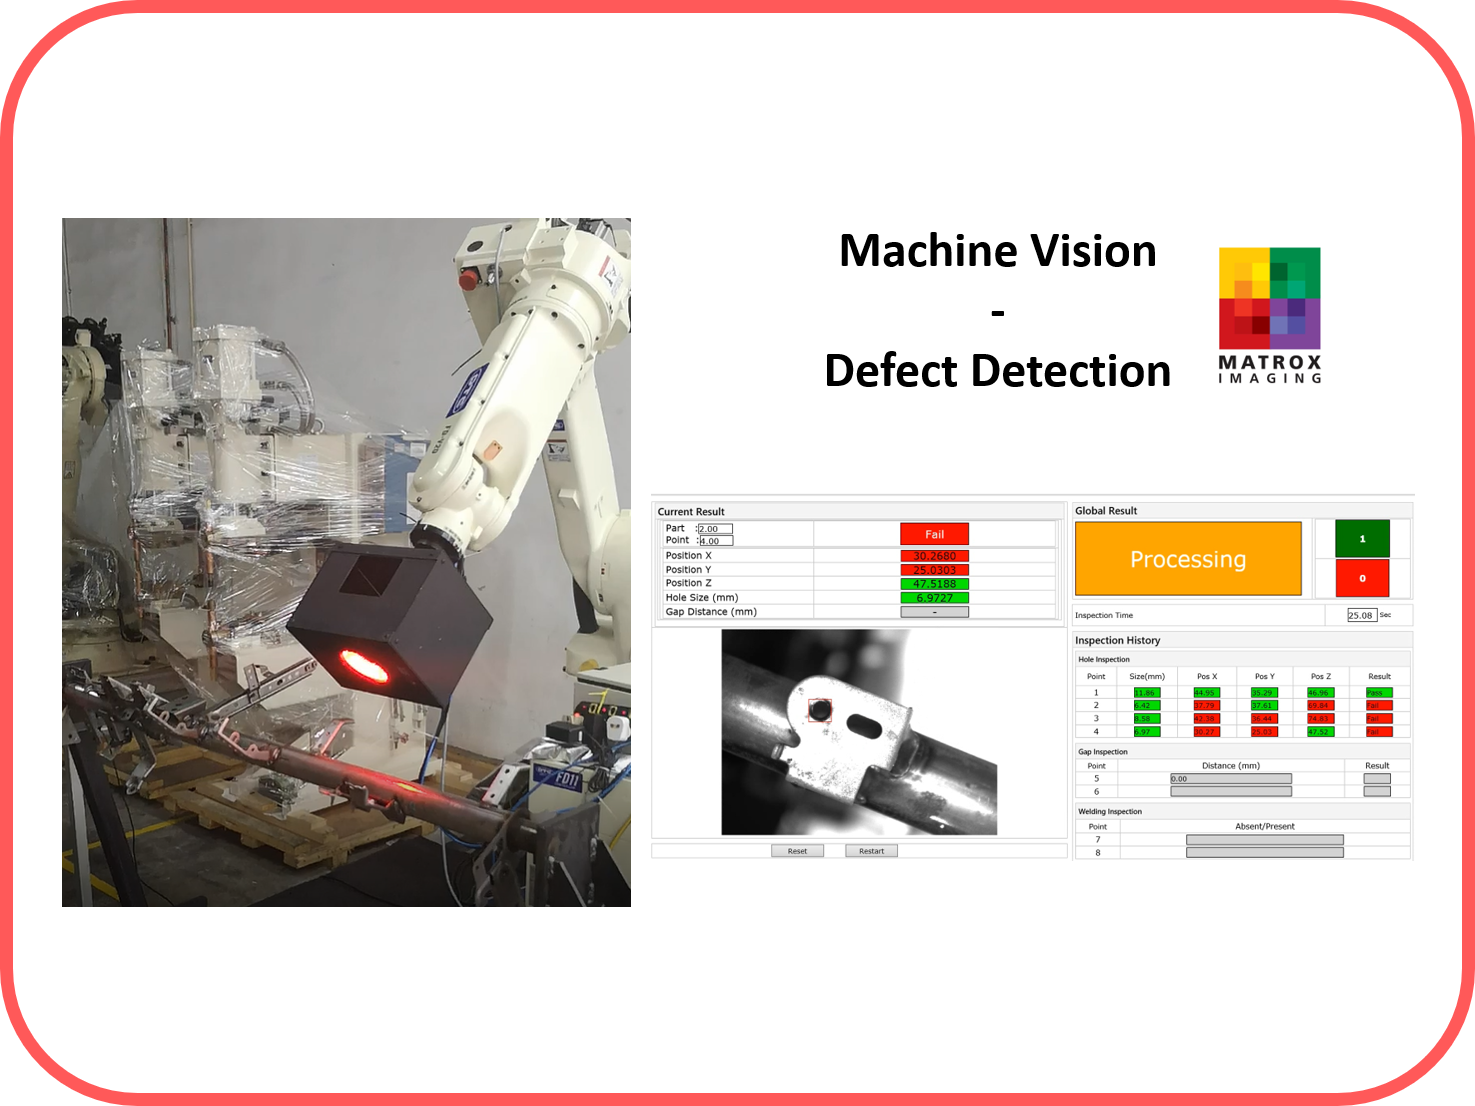 Machine Vision
-
Defect Detection
MATROX
IMAGING
Current Result
Part : 2.00
Point : 4.00
Fail
Position X 30.2680
Position Y 25.0303
Position Z 47.5188
Hole Size (mm) 6.9727
Gap Distance (mm) -
Reset Restart
Global Result
Processing
1
0
Inspection Time 25.08 Sec
Inspection History
Hole Inspection
Point Size(mm) Pos X Pos Y Pos Z Result
1 11.86 44.95 35.29 46.96 Pass
2 6.42 37.79 37.61 69.84 Fail
3 8.58 42.38 36.44 74.83 Fail
4 6.97 30.27 25.03 47.52 Fail
Gap Inspection
Point Distance (mm) Result
5 0.00
6
Welding Inspection
Point Absent/Present
7
8
FD11